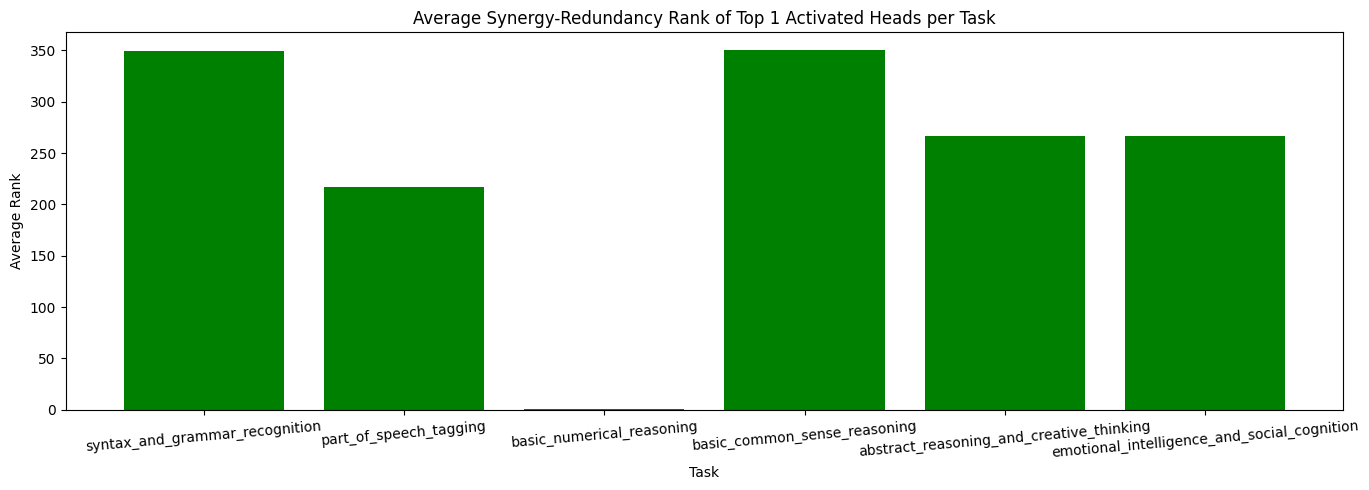 Average Synergy-Redundancy Rank of Top 1 Activated Heads per Task
Average Rank
350
300
250
200
150
100
50
0
syntax_and_grammar_recognition
part_of_speech_tagging
basic_numerical_reasoning
basic_common_sense_reasoning
abstract_reasoning_and_creative_thinking
emotional_intelligence_and_social_cognition
Task